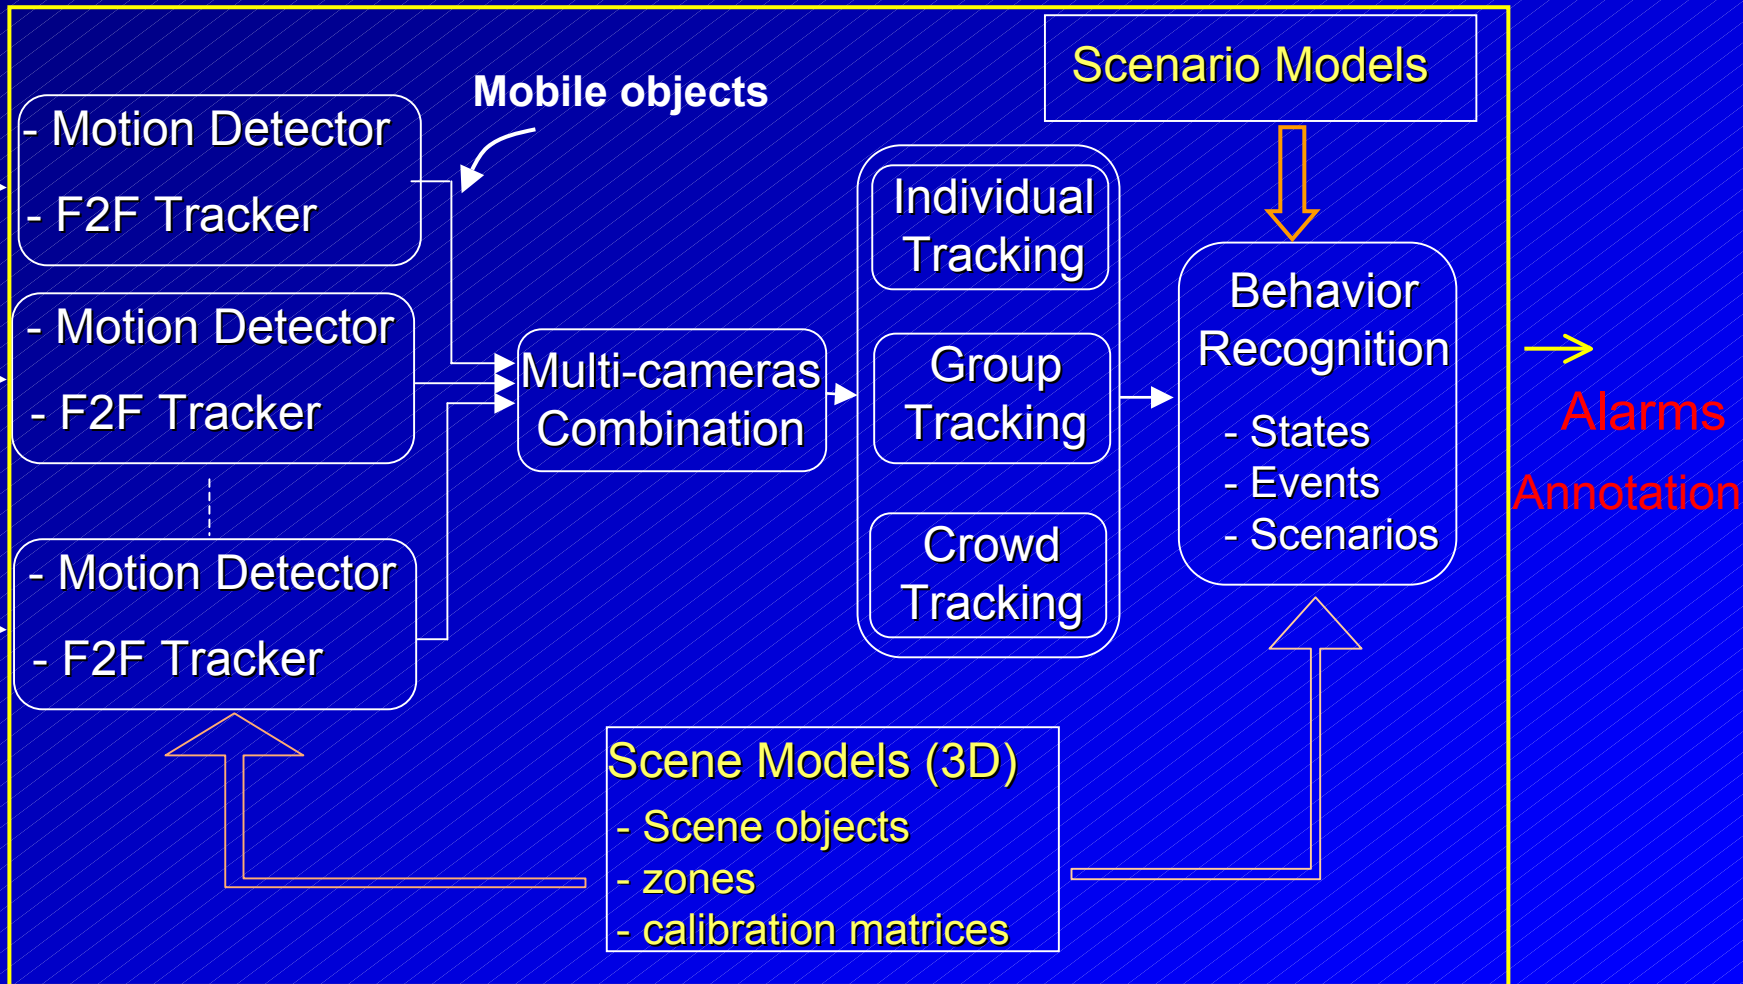 Scenario Models
Mobile objects
- Motion Detector
- F2F Tracker
- Motion Detector
- F2F Tracker
- Motion Detector
- F2F Tracker
Multi-cameras
Combination
Individual
Tracking
Group
Tracking
Crowd
Tracking
Behavior
Recognition
- States
- Events
- Scenarios
Alarms
Annotation
Scene Models (3D)
- Scene objects
- zones
- calibration matrices